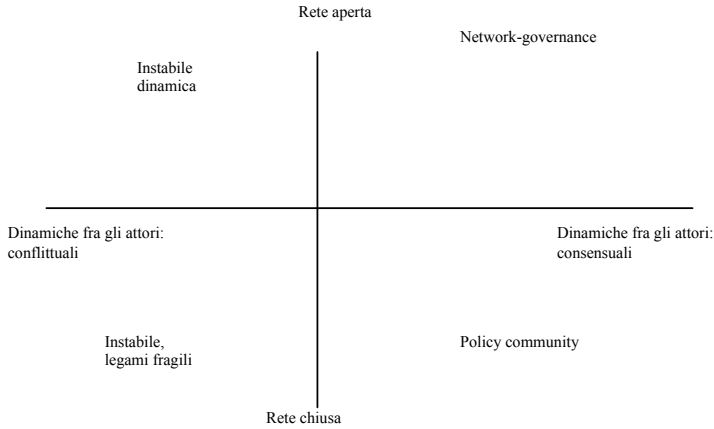 Rete aperta
Network-governance
Instabile
dinamica
Dinamiche fra gli attori:
conflittuali
Dinamiche fra gli attori:
consensuali
Instabile,
legami fragili
Policy community
Rete chiusa